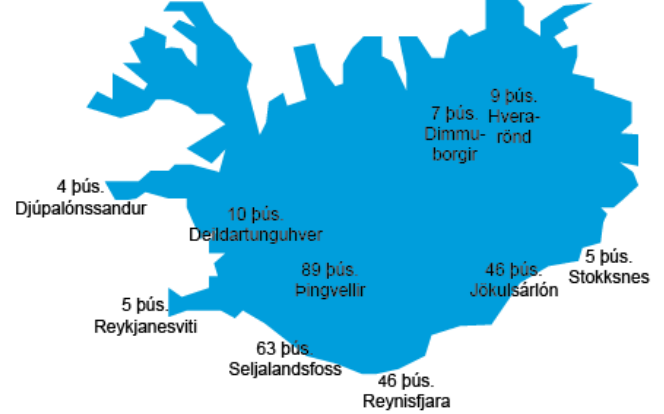 9 þús.
Hvera-
rönd
7 þús.
Dimmu-
borgir
4 þús.
Djúpalónssandur
10 þús.
Deildartunguhver
89 þús.
Þingvellir
46 þús.
Jökulsárlón
5 þús.
Stokksnes
5 þús.
Reykjanesviti
63 þús.
Seljalandsfoss
46 þús.
Reynisfjara